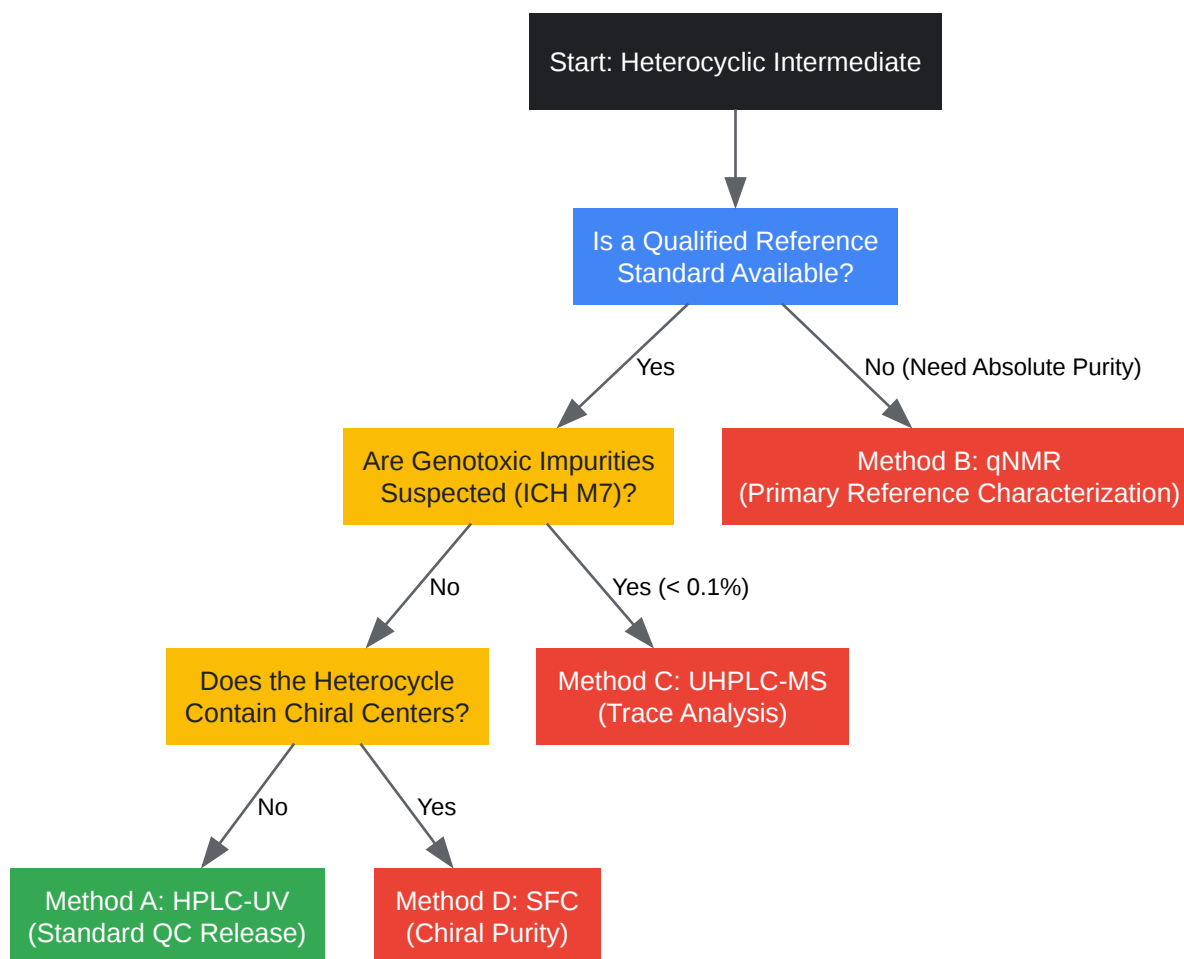 Start: Heterocyclic Intermediate
Is a Qualified Reference
Standard Available?
Yes
No (Need Absolute Purity)
Are Genotoxic Impurities
Suspected (ICH M7)?
Method B: qNMR
(Primary Reference Characterization)
No
Yes (< 0.1%)
Does the Heterocycle
Contain Chiral Centers?
Method C: UHPLC-MS
(Trace Analysis)
No
Yes
Method A: HPLC-UV
(Standard QC Release)
Method D: SFC
(Chiral Purity)